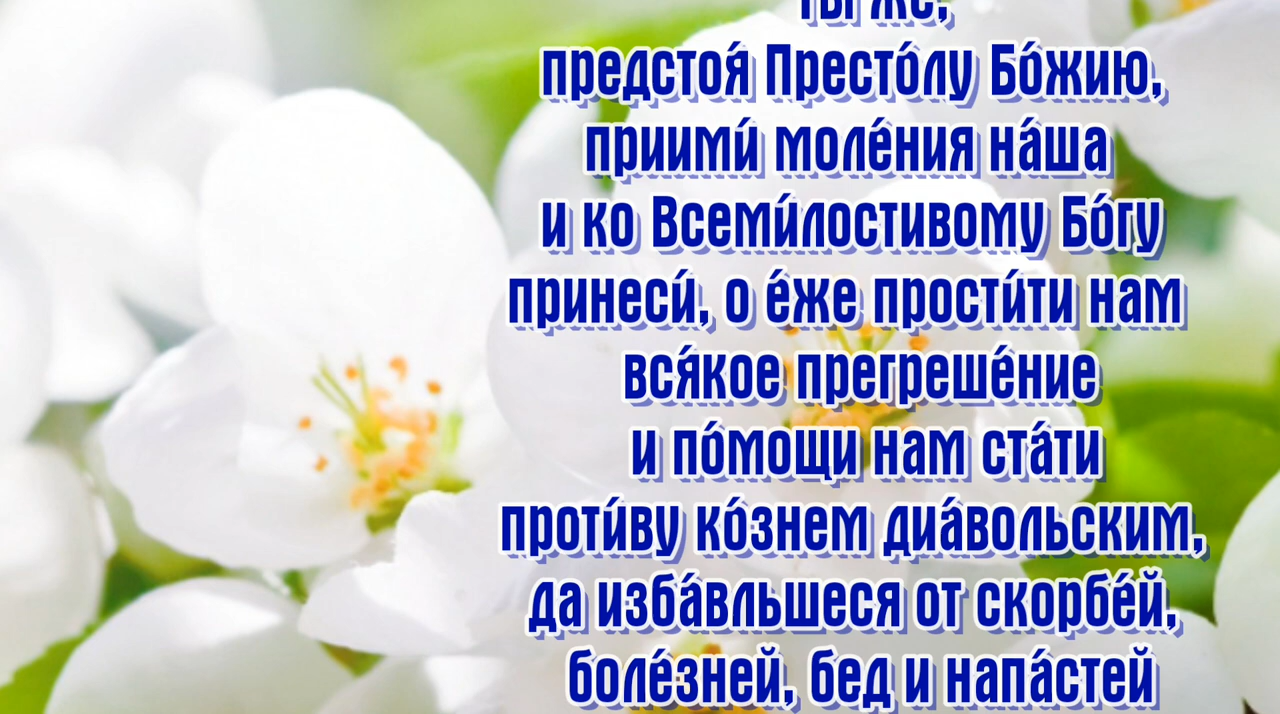 ты же,
предстоя́ Престо́лу Бо́жию,
приими́ моле́ния на́ша
и ко Всеми́лостивому Бо́гу
принеси́, о е́же прости́ти нам
вся́кое прегреше́ние
и по́мощи нам ста́ти
проти́ву ко́знем диа́вольским,
да изба́вльшеся от скорбе́й,
боле́зней, бед и напа́стей